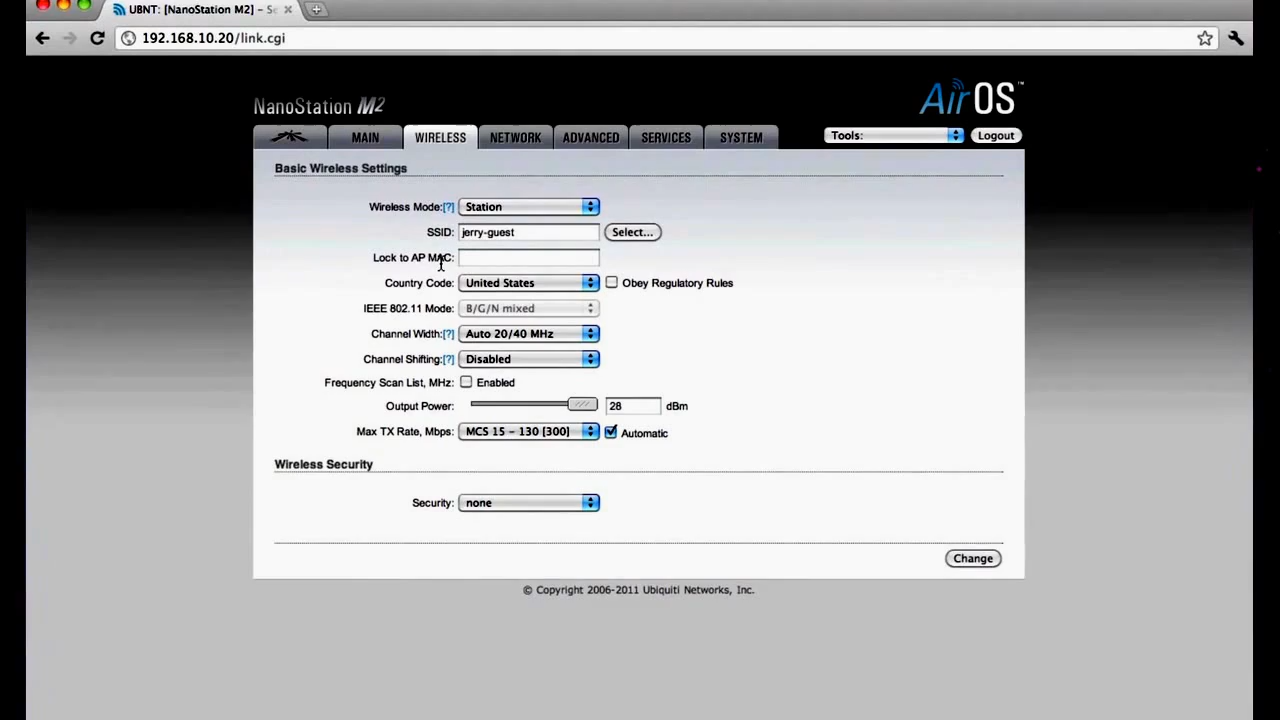 UBNT: [NanoStation M2] - Se
192.168.10.20/link.cgi
NanoStation M2
AirOS™
MAIN WIRELESS NETWORK ADVANCED SERVICES SYSTEM Tools: Logout
Basic Wireless Settings
Wireless Mode:[?] Station
SSID: jerry-guest Select...
Lock to AP MAC:
Country Code: United States Obey Regulatory Rules
IEEE 802.11 Mode: B/G/N mixed
Channel Width:[?] Auto 20/40 MHz
Channel Shifting:[?] Disabled
Frequency Scan List, MHz: Enabled
Output Power: 28 dBm
Max TX Rate, Mbps: MCS 15 - 130 [300] Automatic
Wireless Security
Security: none
Change
© Copyright 2006-2011 Ubiquiti Networks, Inc.